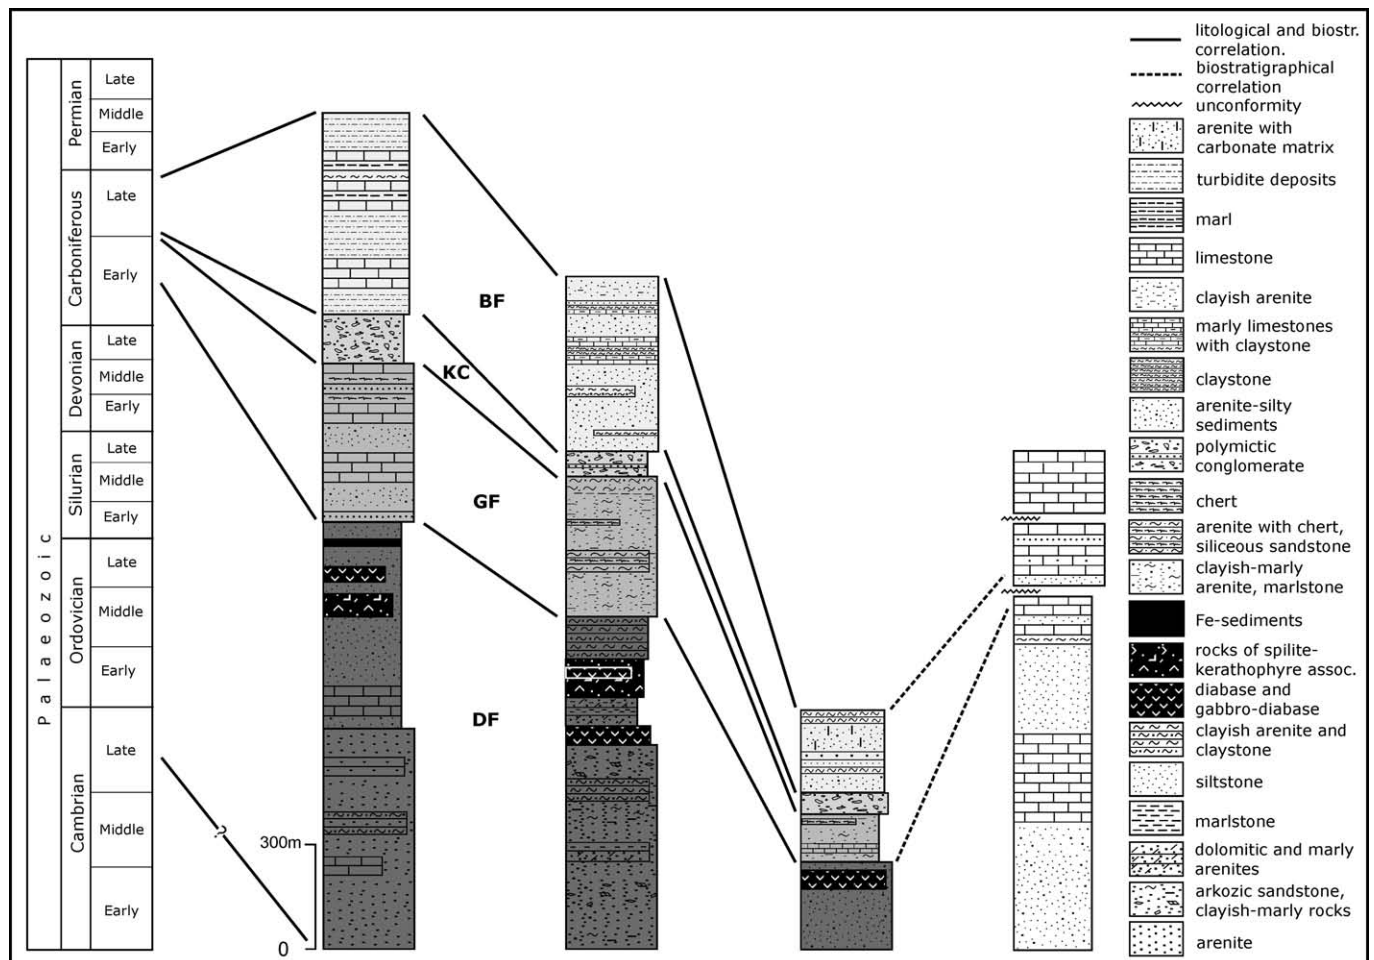 Palaeozoic
Permian
Late
Middle
Early
Carboniferous
Late
Early
Devonian
Late
Middle
Early
Silurian
Late
Middle
Early
Ordovician
Late
Middle
Early
Cambrian
Late
Middle
Early
?
300m
0
BF
KC
GF
DF
litological and biostr.
correlation.
biostratigraphical
correlation
unconformity
arenite with
carbonate matrix
turbidite deposits
marl
limestone
clayish arenite
marly limestones
with claystone
claystone
arenite-silty
sediments
polymictic
conglomerate
chert
arenite with chert,
siliceous sandstone
clayish-marly
arenite, marlstone
Fe-sediments
rocks of spilite-
kerathophyre assoc.
diabase and
gabbro-diabase
clayish arenite and
claystone
siltstone
marlstone
dolomitic and marly
arenites
arkozic sandstone,
clayish-marly rocks
arenite